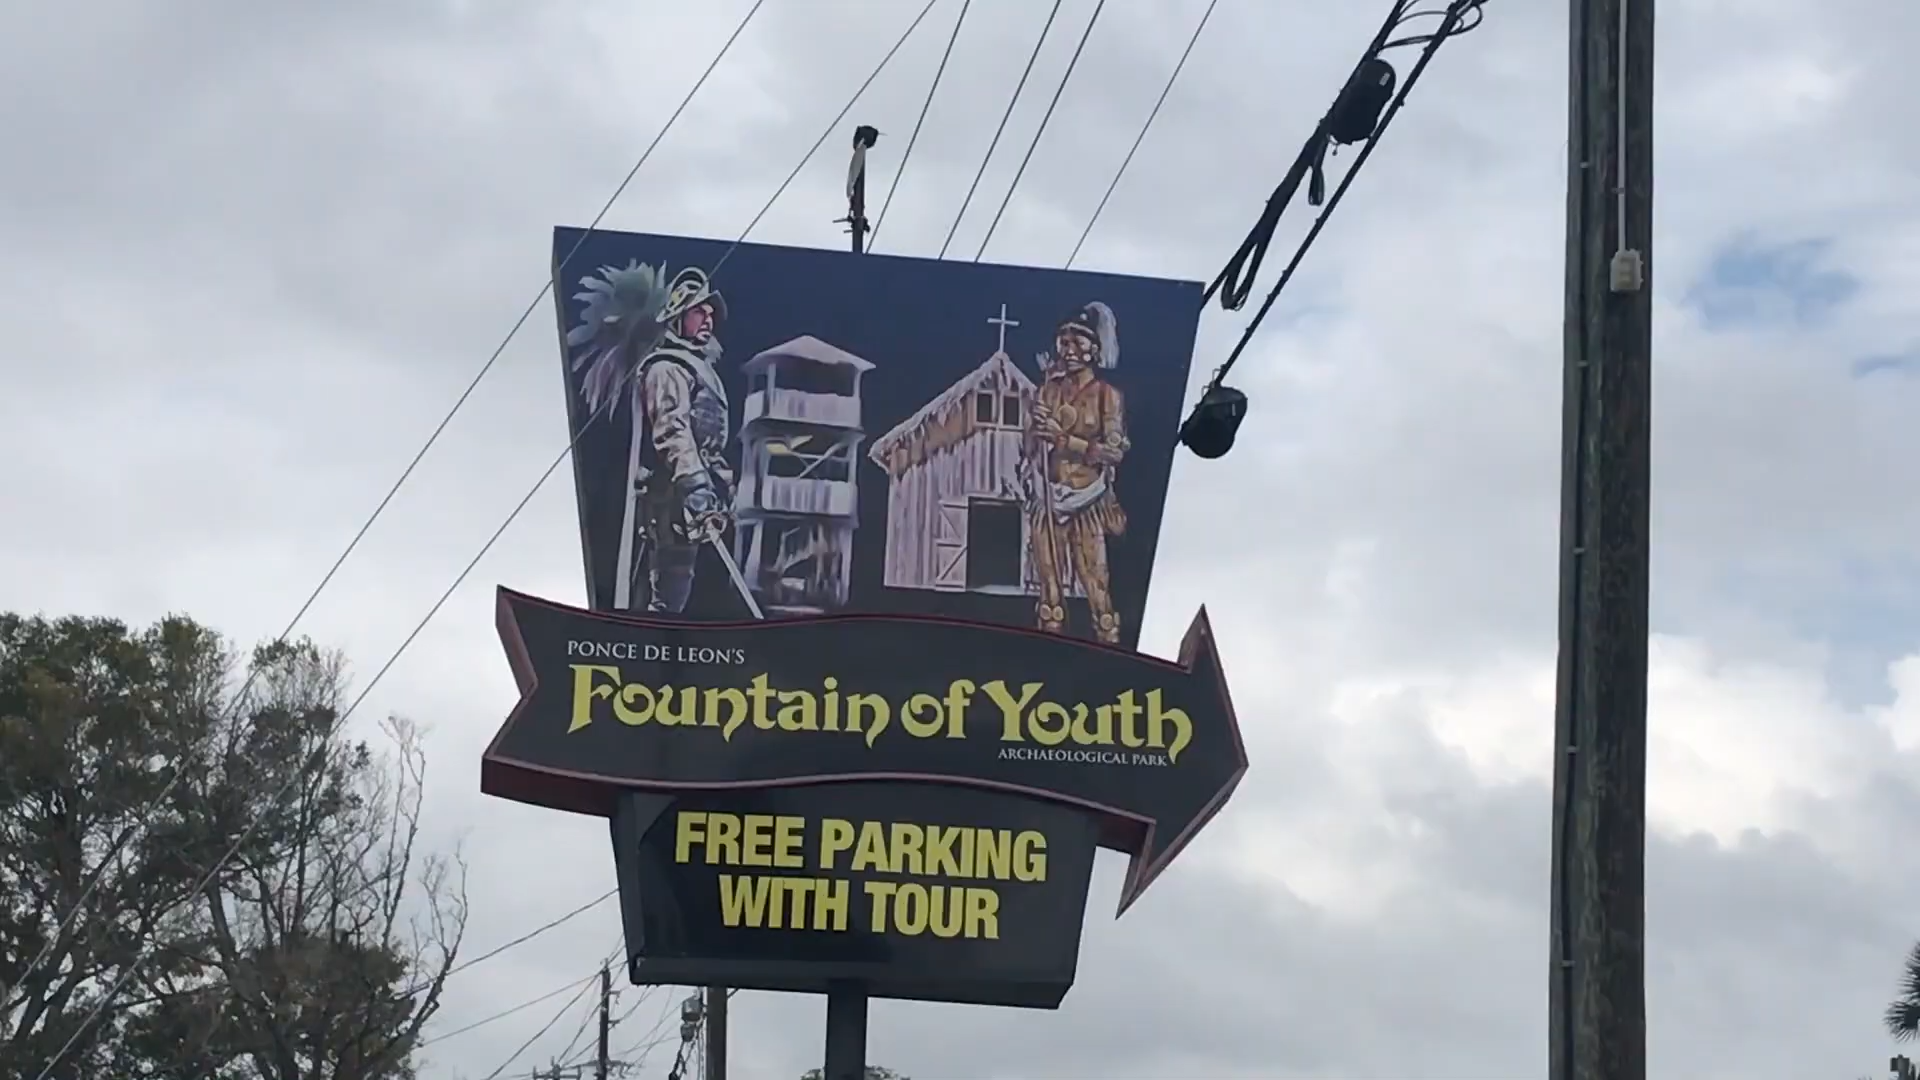 PONCE DE LEON'S
Fountain of Youth
ARCHAEOLOGICAL PARK
FREE PARKING
WITH TOUR